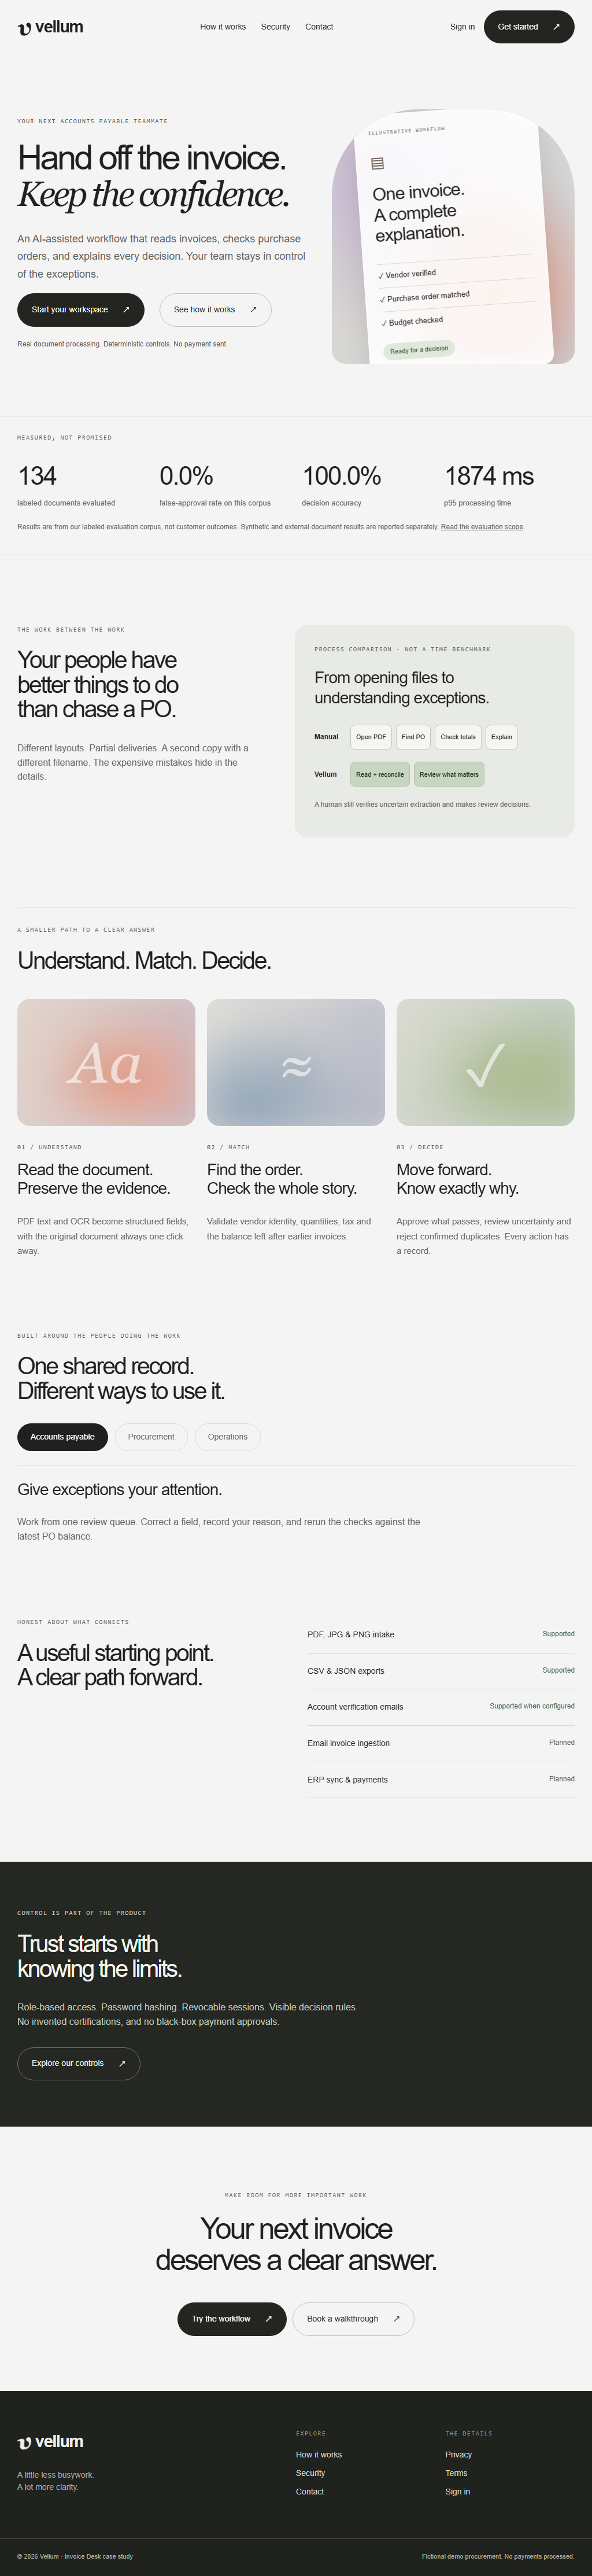 vellum
How it works Security Contact
Sign in Get started ↗
YOUR NEXT ACCOUNTS PAYABLE TEAMMATE
Hand off the invoice.
Keep the confidence.
An AI-assisted workflow that reads invoices, checks purchase
orders, and explains every decision. Your team stays in control
of the exceptions.
Start your workspace ↗ See how it works ↗
Real document processing. Deterministic controls. No payment sent.
ILLUSTRATIVE WORKFLOW
One invoice.
A complete
explanation.
✓ Vendor verified
✓ Purchase order matched
✓ Budget checked
Ready for a decision
MEASURED, NOT PROMISED
134
labeled documents evaluated
0.0%
false-approval rate on this corpus
100.0%
decision accuracy
1874 ms
p95 processing time
Results are from our labeled evaluation corpus, not customer outcomes. Synthetic and external document results are reported separately. Read the evaluation scope.
THE WORK BETWEEN THE WORK
Your people have
better things to do
than chase a PO.
Different layouts. Partial deliveries. A second copy with a
different filename. The expensive mistakes hide in the
details.
PROCESS COMPARISON · NOT A TIME BENCHMARK
From opening files to
understanding exceptions.
Manual Open PDF Find PO Check totals Explain
Vellum Read + reconcile Review what matters
A human still verifies uncertain extraction and makes review decisions.
A SMALLER PATH TO A CLEAR ANSWER
Understand. Match. Decide.
Aa
≈
✓
01 / UNDERSTAND
Read the document.
Preserve the evidence.
PDF text and OCR become structured fields,
with the original document always one click
away.
02 / MATCH
Find the order.
Check the whole story.
Validate vendor identity, quantities, tax and
the balance left after earlier invoices.
03 / DECIDE
Move forward.
Know exactly why.
Approve what passes, review uncertainty and
reject confirmed duplicates. Every action has
a record.
BUILT AROUND THE PEOPLE DOING THE WORK
One shared record.
Different ways to use it.
Accounts payable Procurement Operations
Give exceptions your attention.
Work from one review queue. Correct a field, record your reason, and rerun the checks against the
latest PO balance.
HONEST ABOUT WHAT CONNECTS
A useful starting point.
A clear path forward.
PDF, JPG & PNG intake Supported
CSV & JSON exports Supported
Account verification emails Supported when configured
Email invoice ingestion Planned
ERP sync & payments Planned
CONTROL IS PART OF THE PRODUCT
Trust starts with
knowing the limits.
Role-based access. Password hashing. Revocable sessions. Visible decision rules.
No invented certifications, and no black-box payment approvals.
Explore our controls ↗
MAKE ROOM FOR MORE IMPORTANT WORK
Your next invoice
deserves a clear answer.
Try the workflow ↗ Book a walkthrough ↗
vellum
A little less busywork.
A lot more clarity.
EXPLORE
How it works
Security
Contact
THE DETAILS
Privacy
Terms
Sign in
© 2026 Vellum · Invoice Desk case study
Fictional demo procurement. No payments processed.